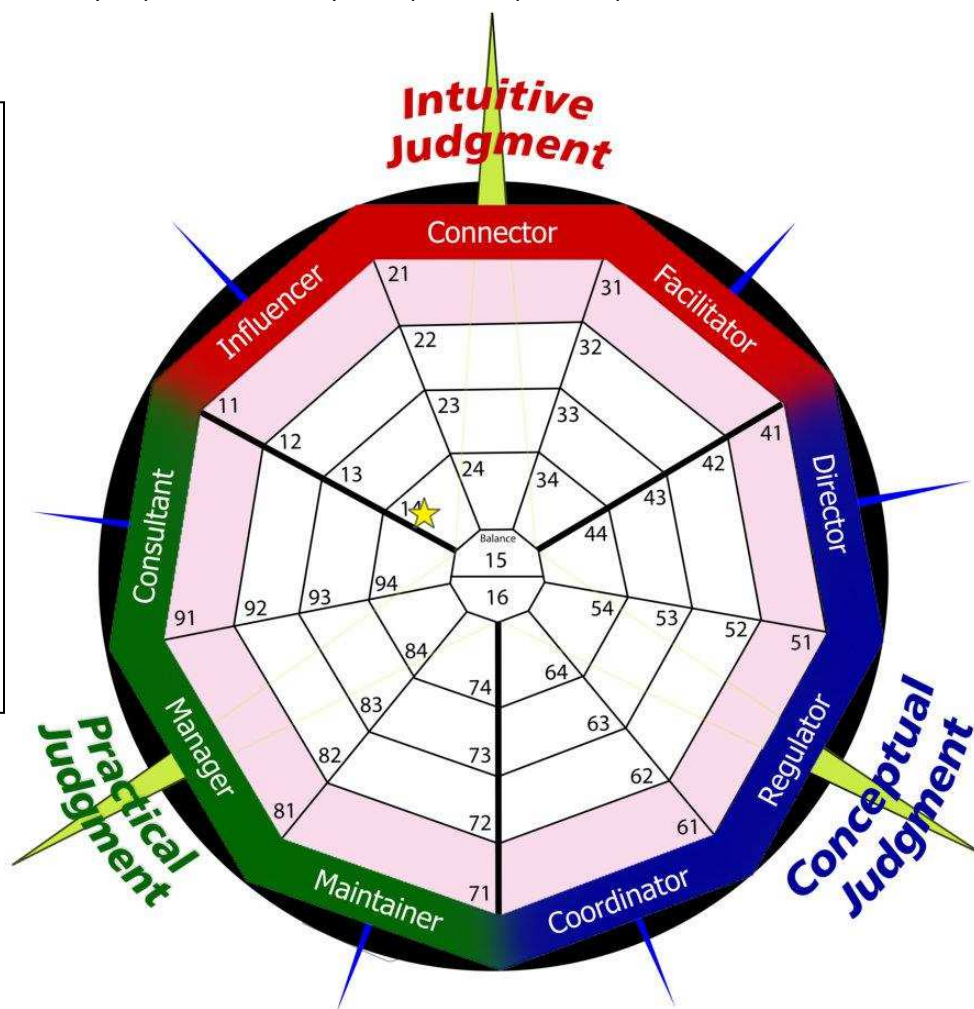 Intuitive
Judgment
Connector
Influencer
Facilitator
21
31
22
32
23
33
11
41
12
42
13
43
24
34
14
44
Director
Consultant
Balance
15
16
94
54
93
53
92
52
91
51
84
64
74
83
63
73
82
62
81
61
72
71
Manager
Regulator
Practical
Judgment
Conceptual
Judgment
Maintainer
Coordinator